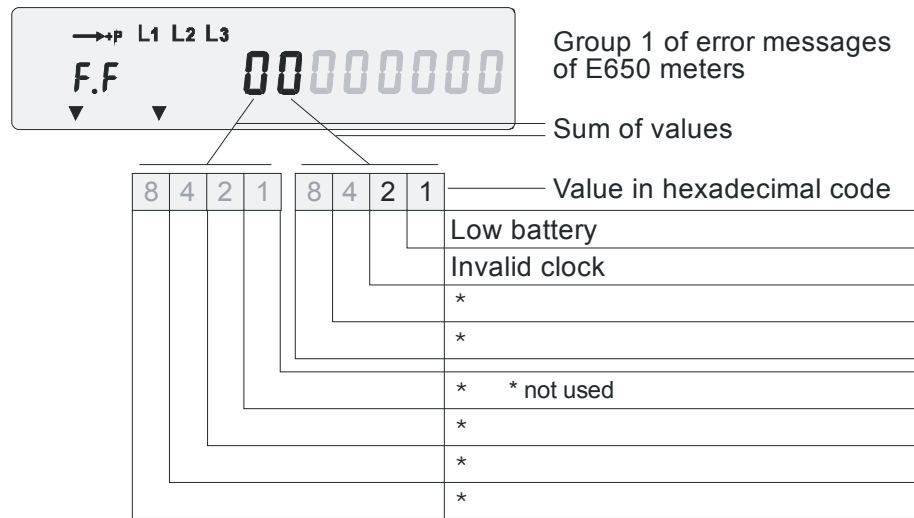 +P L1 L2 L3
F.F 00000000
Group 1 of error messages
of E650 meters
Sum of values
8 4 2 1 8 4 2 1
Value in hexadecimal code
Low battery
Invalid clock
*
*
* * not used
*
*
*